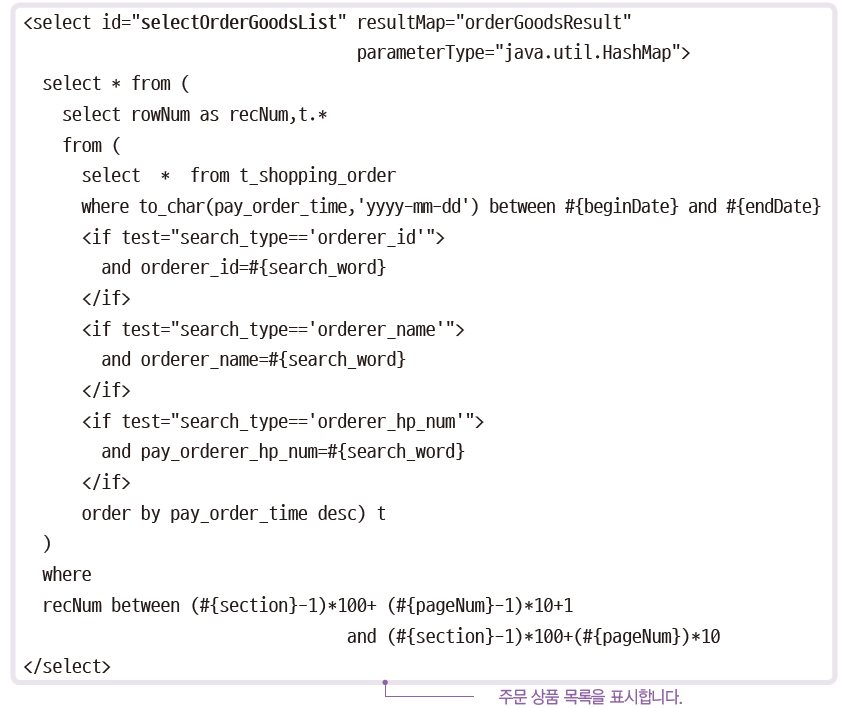 <select id="selectOrderGoodsList" resultMap="orderGoodsResult"
parameterType="java.util.HashMap">
select * from (
select rowNum as recNum,t.*
from (
select  *  from t_shopping_order
where to_char(pay_order_time,'yyyy-mm-dd') between #{beginDate} and #{endDate}
<if test="search_type=='orderer_id'">
and orderer_id=#{search_word}
</if>
<if test="search_type=='orderer_name'">
and orderer_name=#{search_word}
</if>
<if test="search_type=='orderer_hp_num'">
and pay_orderer_hp_num=#{search_word}
</if>
order by pay_order_time desc) t
)
where
recNum between (#{section}-1)*100+ (#{pageNum}-1)*10+1
and (#{section}-1)*100+(#{pageNum})*10
</select>
주문 상품 목록을 표시합니다.